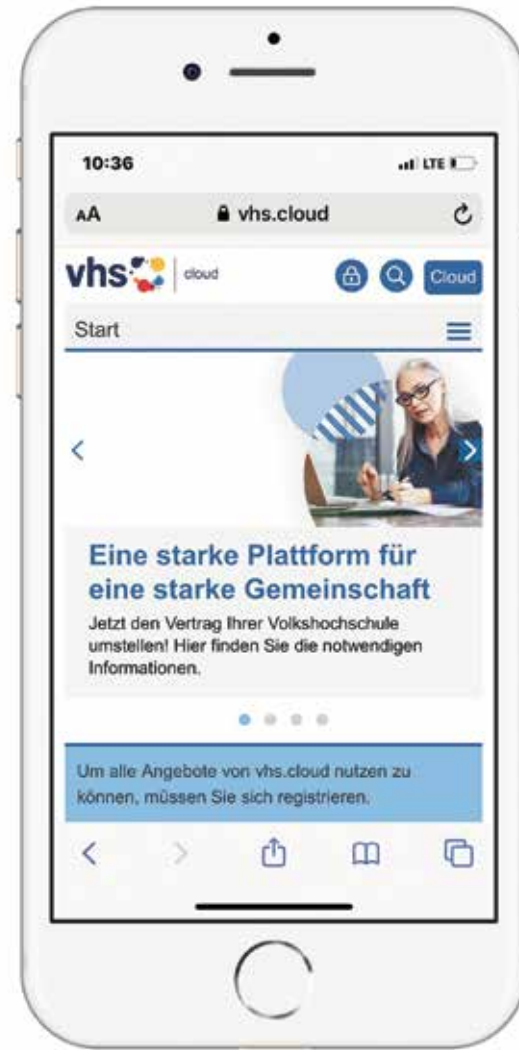 10:36 LTE
AA vhs.cloud
vhs cloud Cloud
Start
Eine starke Plattform für
eine starke Gemeinschaft
Jetzt den Vertrag Ihrer Volkshochschule
umstellen! Hier finden Sie die notwendigen
Informationen.
Um alle Angebote von vhs.cloud nutzen zu
können, müssen Sie sich registrieren.